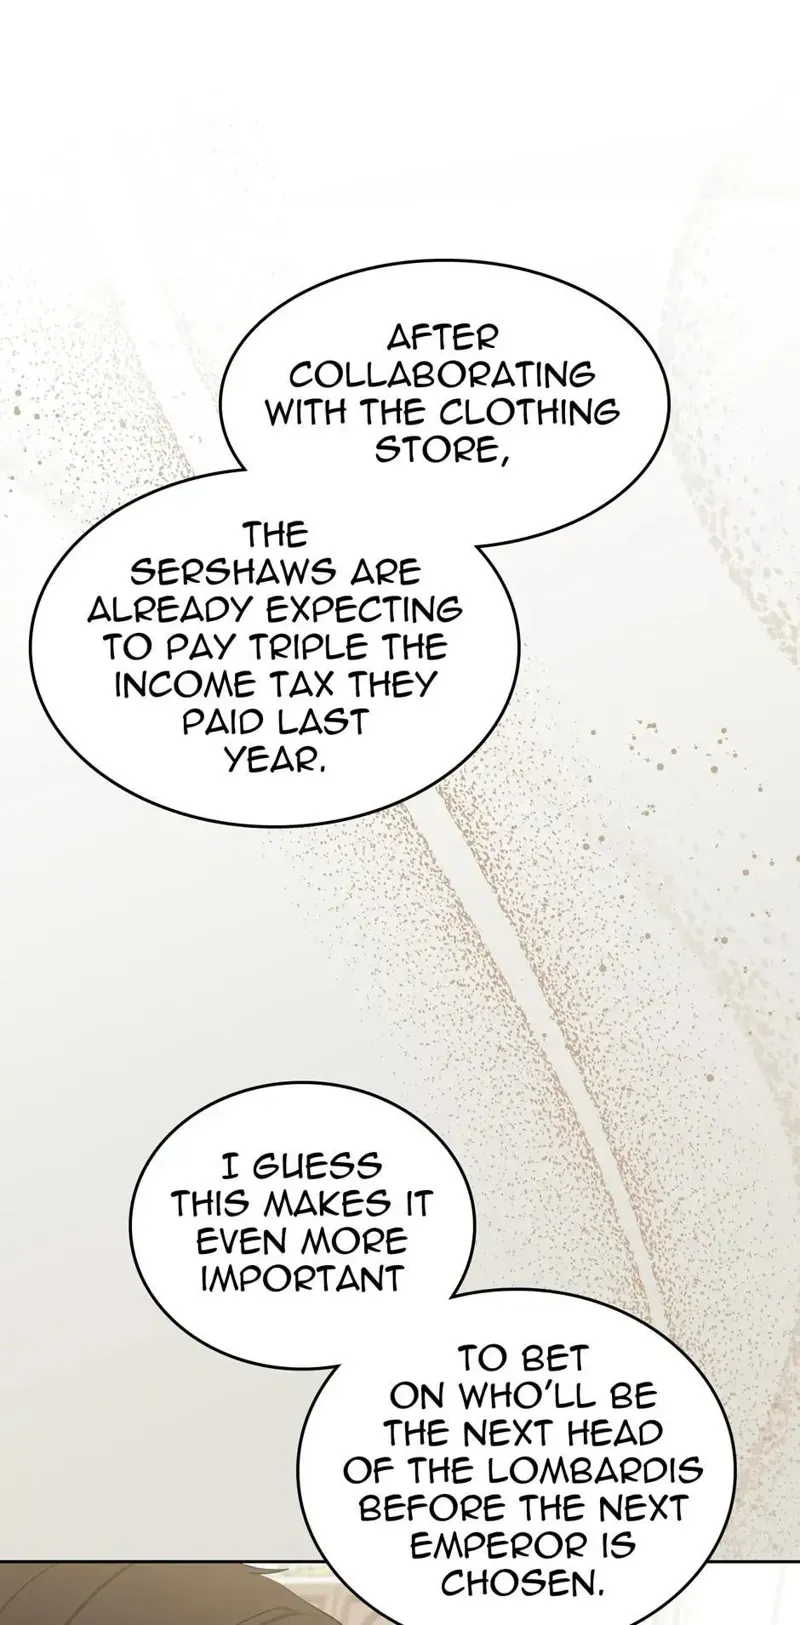 AFTER
COLLABORATING
WITH THE CLOTHING
STORE,
THE
SERSHAWS ARE
ALREADY EXPECTING
TO PAY TRIPLE THE
INCOME TAX THEY
PAID LAST
YEAR.
I GUESS
THIS MAKES IT
EVEN MORE
IMPORTANT
TO BET
ON WHO'LL BE
THE NEXT HEAD
OF THE LOMBARDIS
BEFORE THE NEXT
EMPEROR IS
CHOSEN.